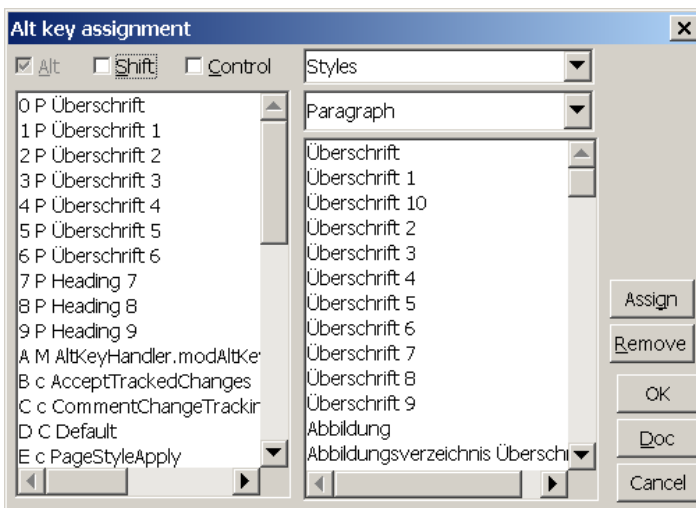 Alt key assignment
Alt Shift Control
Styles
Paragraph
0 P Überschrift
1 P Überschrift 1
2 P Überschrift 2
3 P Überschrift 3
4 P Überschrift 4
5 P Überschrift 5
6 P Überschrift 6
7 P Heading 7
8 P Heading 8
9 P Heading 9
A M AltKeyHandler.modAltKe
B c AcceptTrackedChanges
C c CommentChangeTrackin
D C Default
E c PageStyleApply
Überschrift
Überschrift 1
Überschrift 10
Überschrift 2
Überschrift 3
Überschrift 4
Überschrift 5
Überschrift 6
Überschrift 7
Überschrift 8
Überschrift 9
Abbildung
Abbildungsverzeichnis Überschri
Assign
Remove
OK
Doc
Cancel